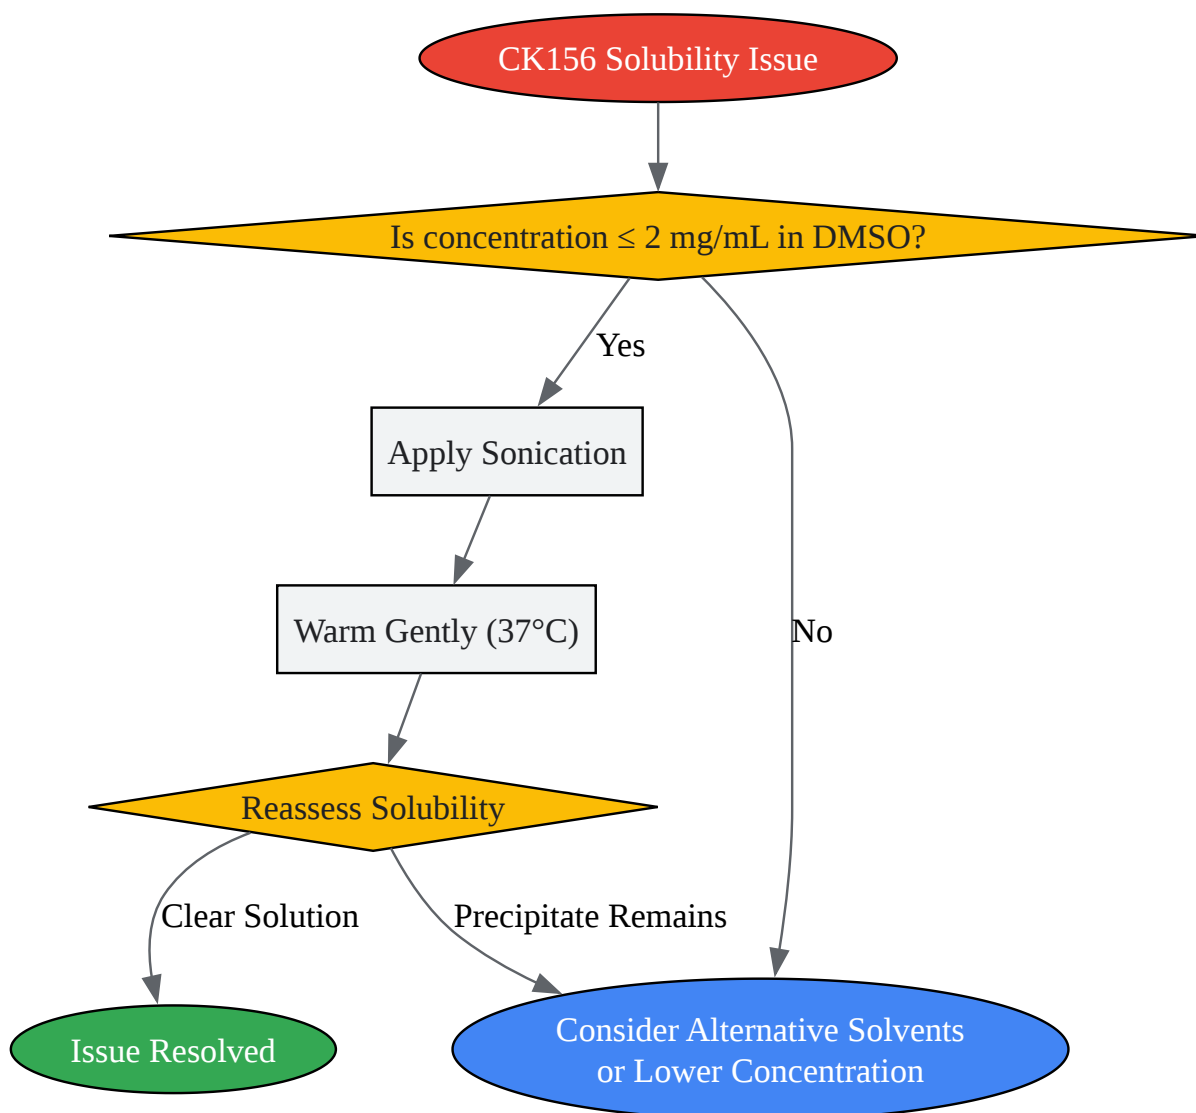 CK156 Solubility Issue
Is concentration ≤ 2 mg/mL in DMSO?
Yes
Apply Sonication
Warm Gently (37°C)
No
Reassess Solubility
Clear Solution
Precipitate Remains
Issue Resolved
Consider Alternative Solvents
or Lower Concentration